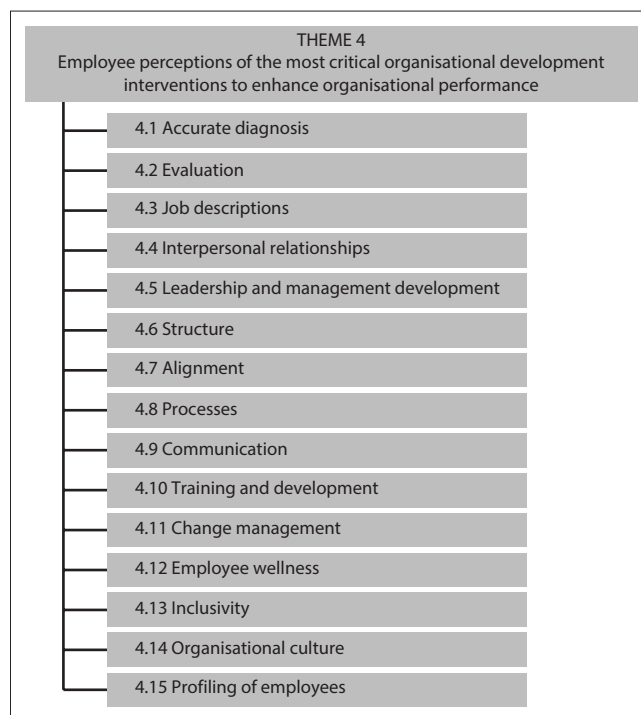 THEME 4
Employee perceptions of the most critical organisational development
interventions to enhance organisational performance
4.1 Accurate diagnosis
4.2 Evaluation
4.3 Job descriptions
4.4 Interpersonal relationships
4.5 Leadership and management development
4.6 Structure
4.7 Alignment
4.8 Processes
4.9 Communication
4.10 Training and development
4.11 Change management
4.12 Employee wellness
4.13 Inclusivity
4.14 Organisational culture
4.15 Profiling of employees